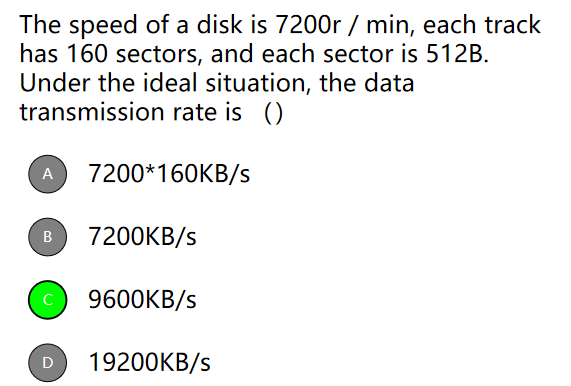 The speed of a disk is 7200r / min, each track
has 160 sectors, and each sector is 512B.
Under the ideal situation, the data
transmission rate is （）
A 7200*160KB/s
B 7200KB/s
C 9600KB/s
D 19200KB/s